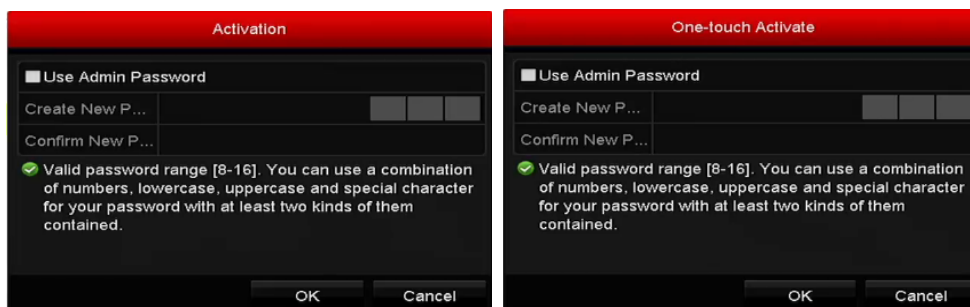 Activation
Use Admin Password
Create New P...
Confirm New P...
Valid password range [8-16]. You can use a combination
of numbers, lowercase, uppercase and special character
for your password with at least two kinds of them
contained.
OK Cancel
One-touch Activate
Use Admin Password
Create New P...
Confirm New P...
Valid password range [8-16]. You can use a combination
of numbers, lowercase, uppercase and special character
for your password with at least two kinds of them
contained.
OK Cancel